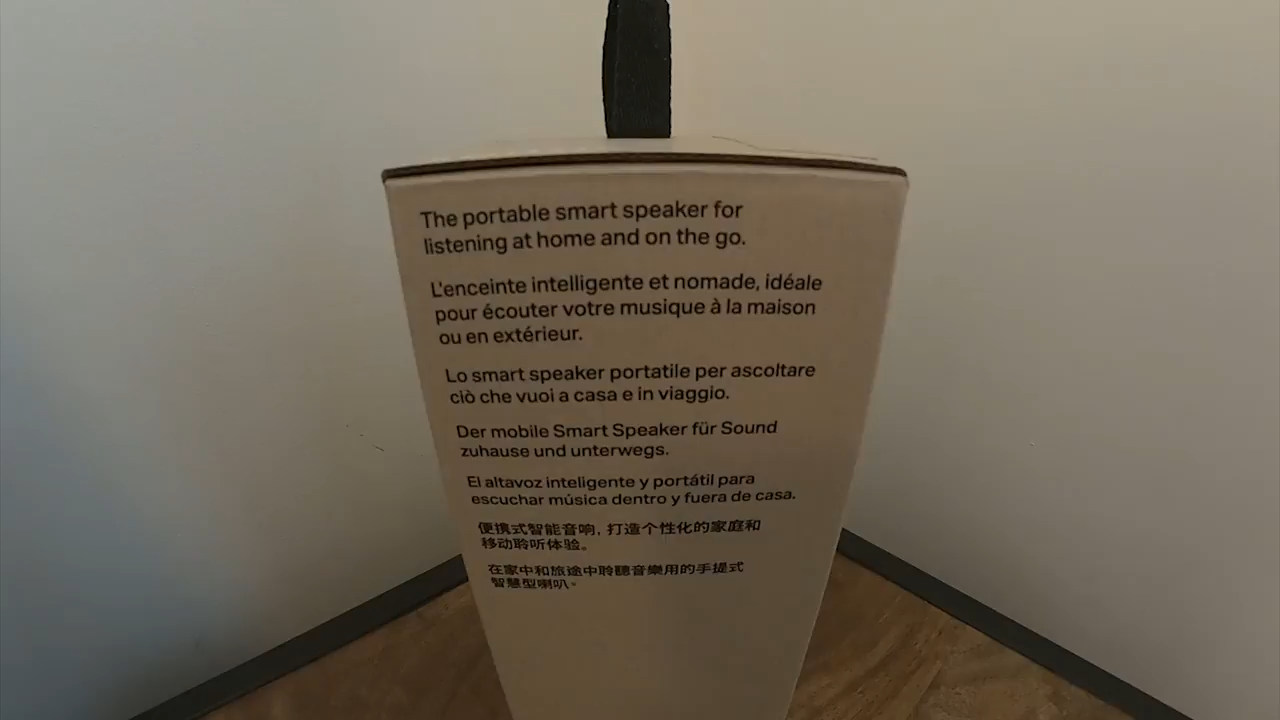 The portable smart speaker for
listening at home and on the go.
L'enceinte intelligente et nomade, idéale
pour écouter votre musique à la maison
ou en extérieur.
Lo smart speaker portatile per ascoltare
ciò che vuoi a casa e in viaggio.
Der mobile Smart Speaker für Sound
zuhause und unterwegs.
El altavoz inteligente y portátil para
escuchar música dentro y fuera de casa.
便携式智能音响，打造个性化的家庭和
移动聆听体验。
在家中和旅途中聆聽音樂用的手提式
智慧型喇叭。